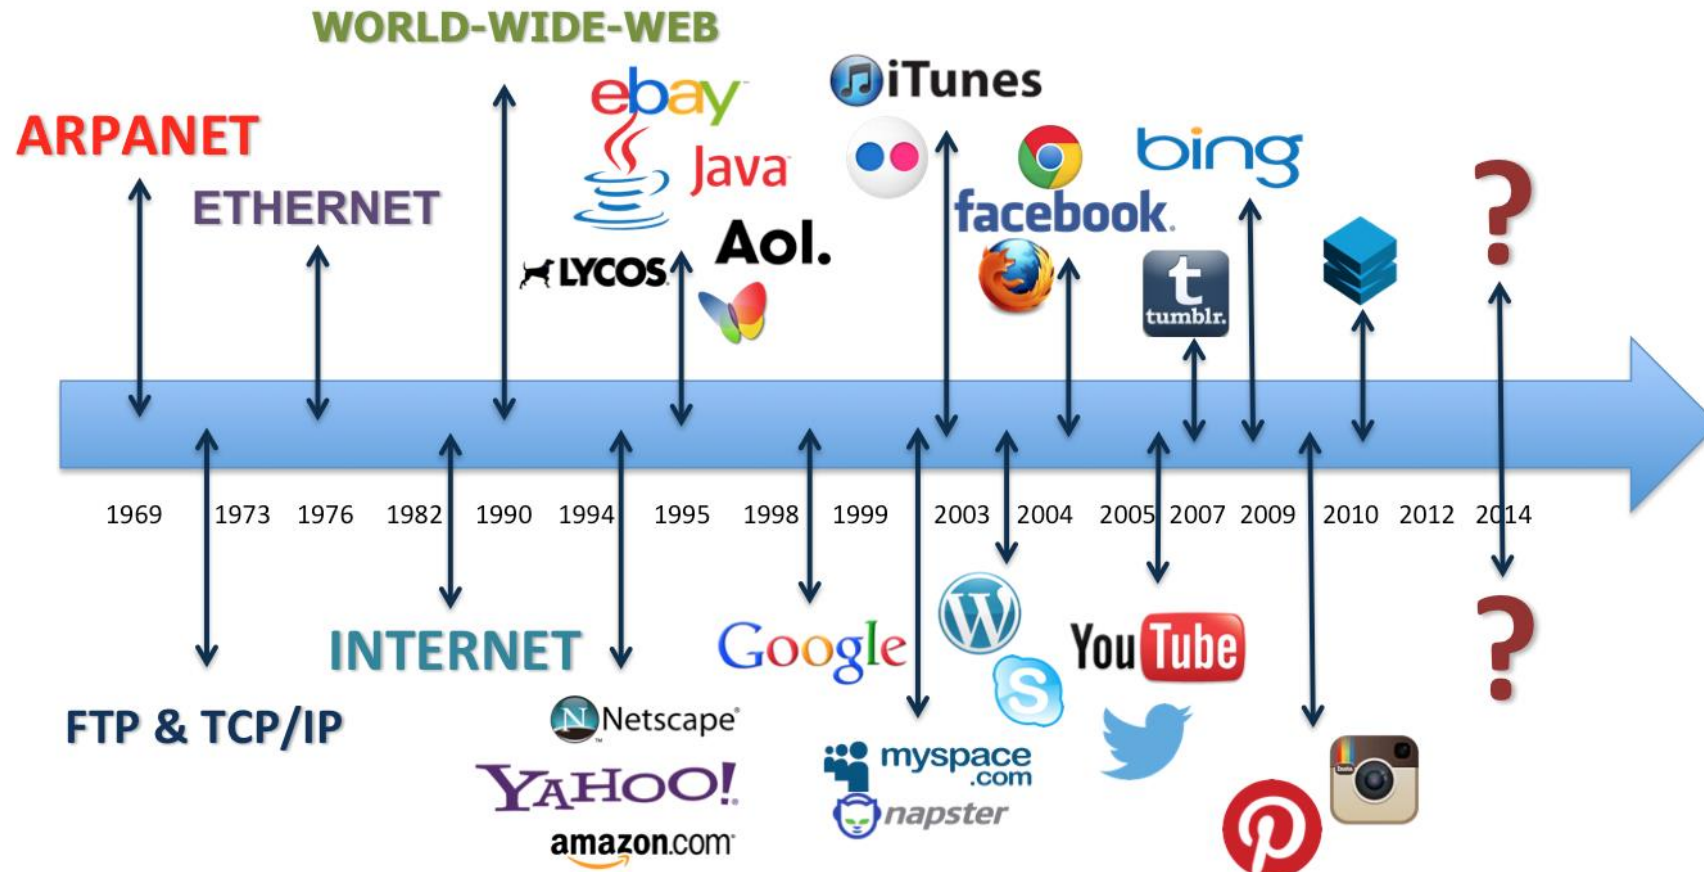 WORLD-WIDE-WEB
ebay
iTunes
ARPANET
Java
bing
ETHERNET
facebook.
Aol.
LYCOS
t
tumblr.
?
1969 1973 1976 1982 1990 1994 1995 1998 1999 2003 2004 2005 2007 2009 2010 2012 2014
INTERNET
Google
W
S
YouTube
?
FTP & TCP/IP
N Netscape®
YAHOO!
amazon.com
myspace
.com
napster
Insta
P